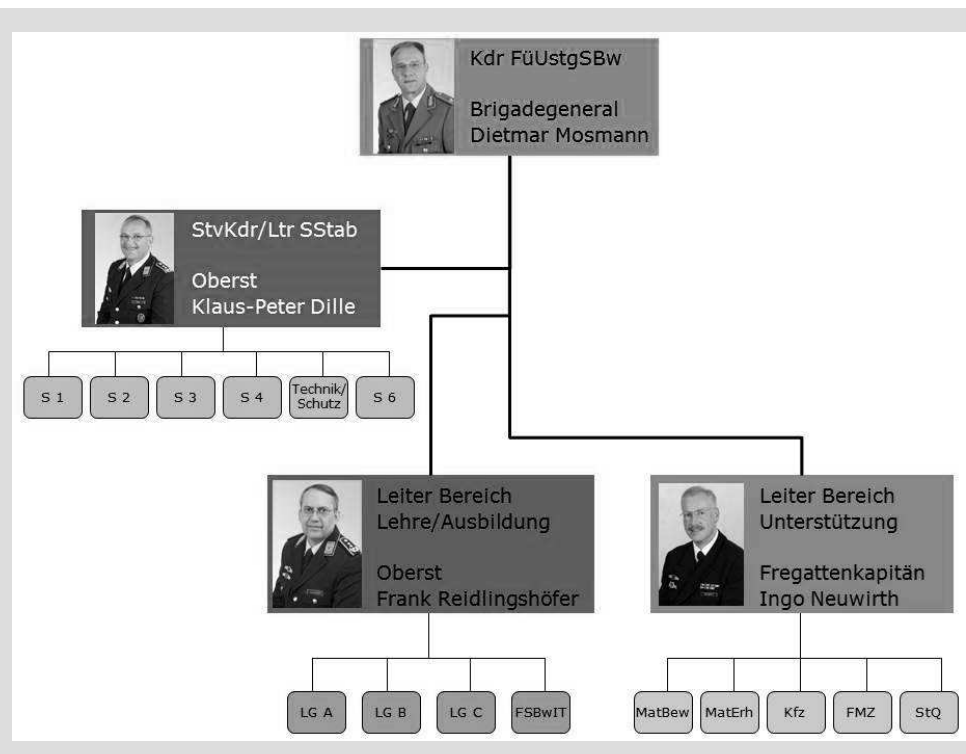 Kdr FüUstgSBw
Brigadegeneral
Dietmar Mosmann
StvKdr/Ltr SStab
Oberst
Klaus-Peter Dille
S 1
S 2
S 3
S 4
Technik/
Schutz
S 6
Leiter Bereich
Lehre/Ausbildung
Oberst
Frank Reidlingshöfer
Leiter Bereich
Unterstützung
Fregattenkapitän
Ingo Neuwirth
LG A
LG B
LG C
FSBwIT
MatBew
MatErh
Kfz
FMZ
StQ